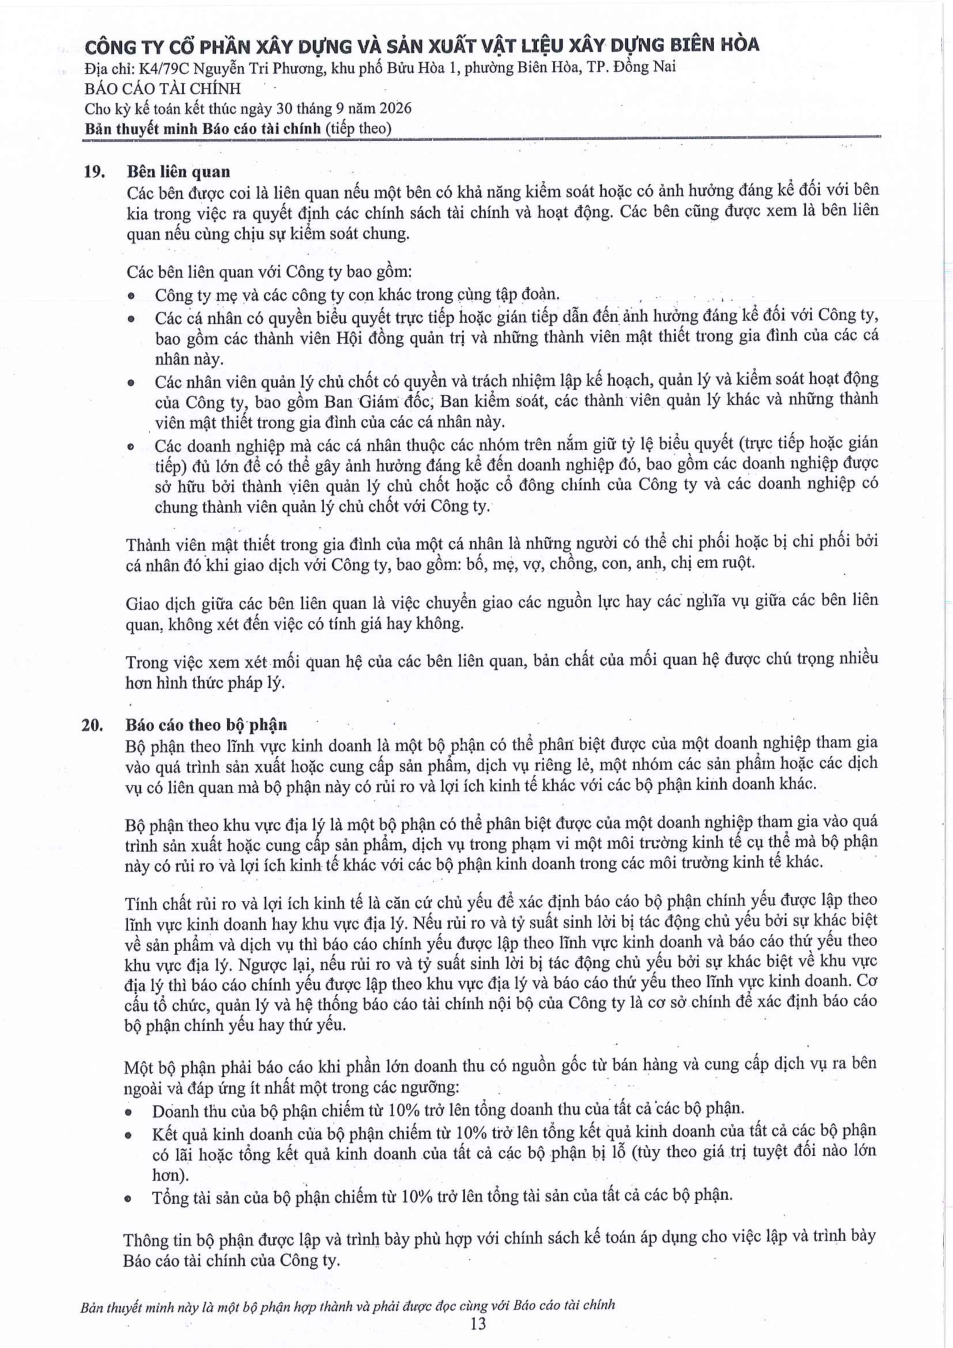 CÔNG TY CỔ PHẦN XÂY DỰNG VÀ SẢN XUẤT VẬT LIỆU XÂY DỰNG BIÊN HÒA
Địa chỉ: K4/79C Nguyễn Tri Phương, khu phố Bửu Hòa 1, phường Biên Hòa, TP. Đồng Nai
BÁO CÁO TÀI CHÍNH
Cho kỳ kế toán kết thúc ngày 30 tháng 9 năm 2026
Bản thuyết minh Báo cáo tài chính (tiếp theo)
19. Bên liên quan
Các bên được coi là liên quan nếu một bên có khả năng kiểm soát hoặc có ảnh hưởng đáng kể đối với bên
kia trong việc ra quyết định các chính sách tài chính và hoạt động. Các bên cũng được xem là bên liên
quan nếu cùng chịu sự kiểm soát chung.
Các bên liên quan với Công ty bao gồm:
• Công ty mẹ và các công ty con khác trong cùng tập đoàn.
• Các cá nhân có quyền biểu quyết trực tiếp hoặc gián tiếp dẫn đến ảnh hưởng đáng kể đối với Công ty,
bao gồm các thành viên Hội đồng quản trị và những thành viên mật thiết trong gia đình của các cá
nhân này.
• Các nhân viên quản lý chủ chốt có quyền và trách nhiệm lập kế hoạch, quản lý và kiểm soát hoạt động
của Công ty, bao gồm Ban Giám đốc, Ban kiểm soát, các thành viên quản lý khác và những thành
viên mật thiết trong gia đình của các cá nhân này.
• Các doanh nghiệp mà các cá nhân thuộc các nhóm trên nắm giữ tỷ lệ biểu quyết (trực tiếp hoặc gián
tiếp) đủ lớn để có thể gây ảnh hưởng đáng kể đến doanh nghiệp đó, bao gồm các doanh nghiệp được
sở hữu bởi thành viên quản lý chủ chốt hoặc cổ đông chính của Công ty và các doanh nghiệp có
chung thành viên quản lý chủ chốt với Công ty.
Thành viên mật thiết trong gia đình của một cá nhân là những người có thể chi phối hoặc bị chi phối bởi
cá nhân đó khi giao dịch với Công ty, bao gồm: bố, mẹ, vợ, chồng, con, anh, chị em ruột.
Giao dịch giữa các bên liên quan là việc chuyển giao các nguồn lực hay các nghĩa vụ giữa các bên liên
quan, không xét đến việc có tính giá hay không.
Trong việc xem xét mối quan hệ của các bên liên quan, bản chất của mối quan hệ được chú trọng nhiều
hơn hình thức pháp lý.
20. Báo cáo theo bộ phận
Bộ phận theo lĩnh vực kinh doanh là một bộ phận có thể phân biệt được của một doanh nghiệp tham gia
vào quá trình sản xuất hoặc cung cấp sản phẩm, dịch vụ riêng lẻ, một nhóm các sản phẩm hoặc các dịch
vụ có liên quan mà bộ phận này có rủi ro và lợi ích kinh tế khác với các bộ phận kinh doanh khác.
Bộ phận theo khu vực địa lý là một bộ phận có thể phân biệt được của một doanh nghiệp tham gia vào quá
trình sản xuất hoặc cung cấp sản phẩm, dịch vụ trong phạm vi một môi trường kinh tế cụ thể mà bộ phận
này có rủi ro và lợi ích kinh tế khác với các bộ phận kinh doanh trong các môi trường kinh tế khác.
Tính chất rủi ro và lợi ích kinh tế là căn cứ chủ yếu để xác định báo cáo bộ phận chính yếu được lập theo
lĩnh vực kinh doanh hay khu vực địa lý. Nếu rủi ro và tỷ suất sinh lời bị tác động chủ yếu bởi sự khác biệt
về sản phẩm và dịch vụ thì báo cáo chính yếu được lập theo lĩnh vực kinh doanh và báo cáo thứ yếu theo
khu vực địa lý. Ngược lại, nếu rủi ro và tỷ suất sinh lời bị tác động chủ yếu bởi sự khác biệt về khu vực
địa lý thì báo cáo chính yếu được lập theo khu vực địa lý và báo cáo thứ yếu theo lĩnh vực kinh doanh. Cơ
cấu tổ chức, quản lý và hệ thống báo cáo tài chính nội bộ của Công ty là cơ sở chính để xác định báo cáo
bộ phận chính yếu hay thứ yếu.
Một bộ phận phải báo cáo khi phần lớn doanh thu có nguồn gốc từ bán hàng và cung cấp dịch vụ ra bên
ngoài và đáp ứng ít nhất một trong các ngưỡng:
• Doanh thu của bộ phận chiếm từ 10% trở lên tổng doanh thu của tất cả các bộ phận.
• Kết quả kinh doanh của bộ phận chiếm từ 10% trở lên tổng kết quả kinh doanh của tất cả các bộ phận
có lãi hoặc tổng kết quả kinh doanh của tất cả các bộ phận bị lỗ (tùy theo giá trị tuyệt đối nào lớn
hơn).
• Tổng tài sản của bộ phận chiếm từ 10% trở lên tổng tài sản của tất cả các bộ phận.
Thông tin bộ phận được lập và trình bày phù hợp với chính sách kế toán áp dụng cho việc lập và trình bày
Báo cáo tài chính của Công ty.
Bản thuyết minh này là một bộ phận hợp thành và phải được đọc cùng với Báo cáo tài chính
13